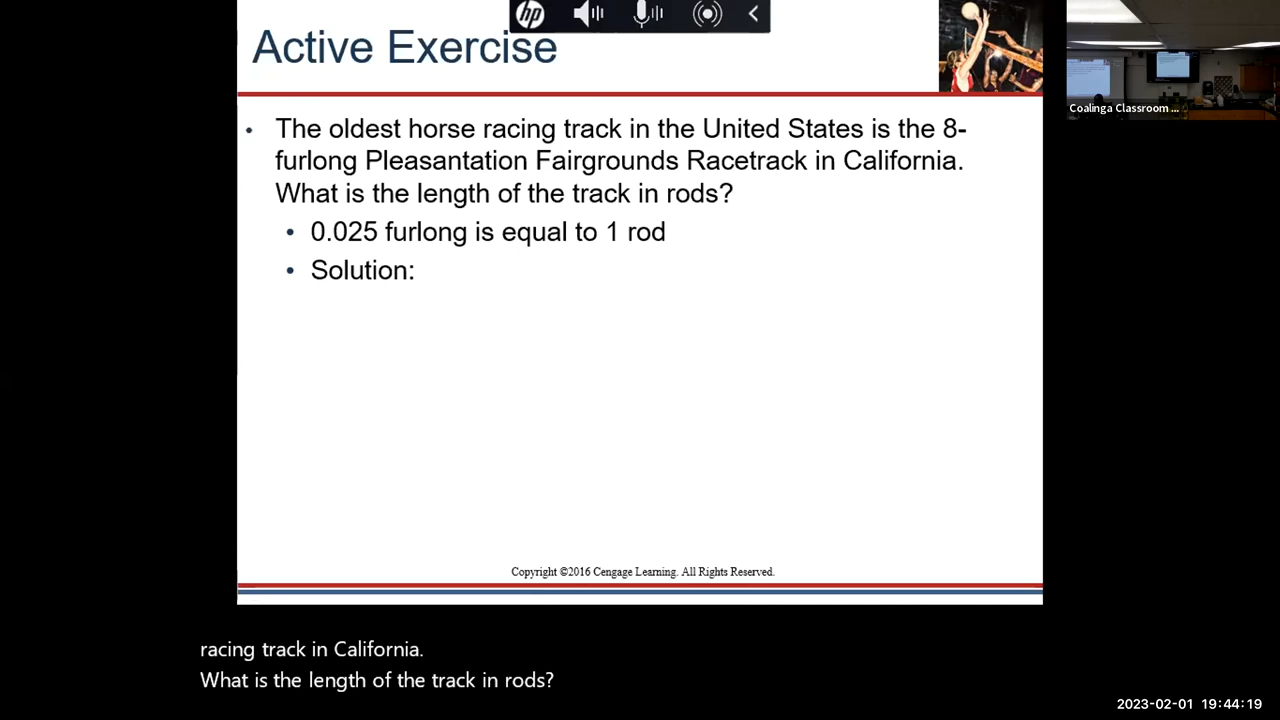 hp
Active Exercise
Coalinga Classroom ...
• The oldest horse racing track in the United States is the 8-
furlong Pleasantation Fairgrounds Racetrack in California.
What is the length of the track in rods?
• 0.025 furlong is equal to 1 rod
• Solution:
Copyright ©2016 Cengage Learning. All Rights Reserved.
racing track in California.
What is the length of the track in rods?
2023-02-01 19:44:19